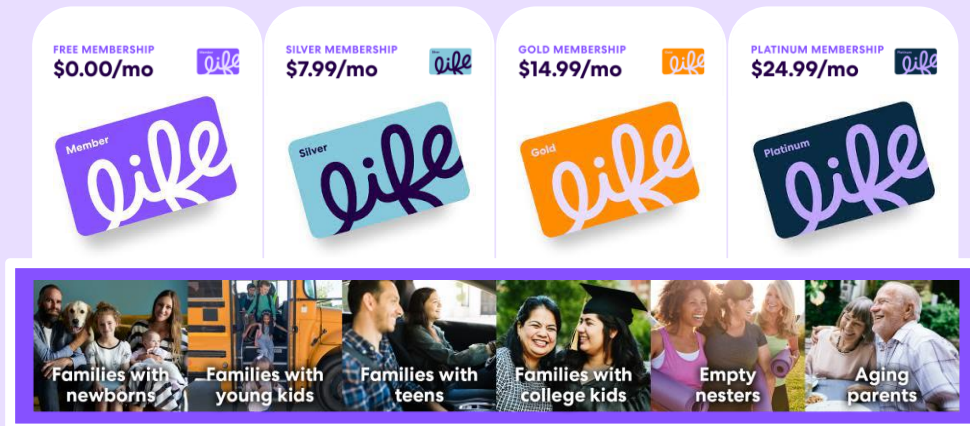 FREE MEMBERSHIP
$0.00/mo
Member
life
Member
life
SILVER MEMBERSHIP
$7.99/mo
life
Silver
life
GOLD MEMBERSHIP
$14.99/mo
life
Gold
life
PLATINUM MEMBERSHIP
$24.99/mo
Platinum
life
Platinum
life
Families with
newborns
Families with
young kids
Families with
teens
Families with
college kids
Empty
nesters
Aging
parents